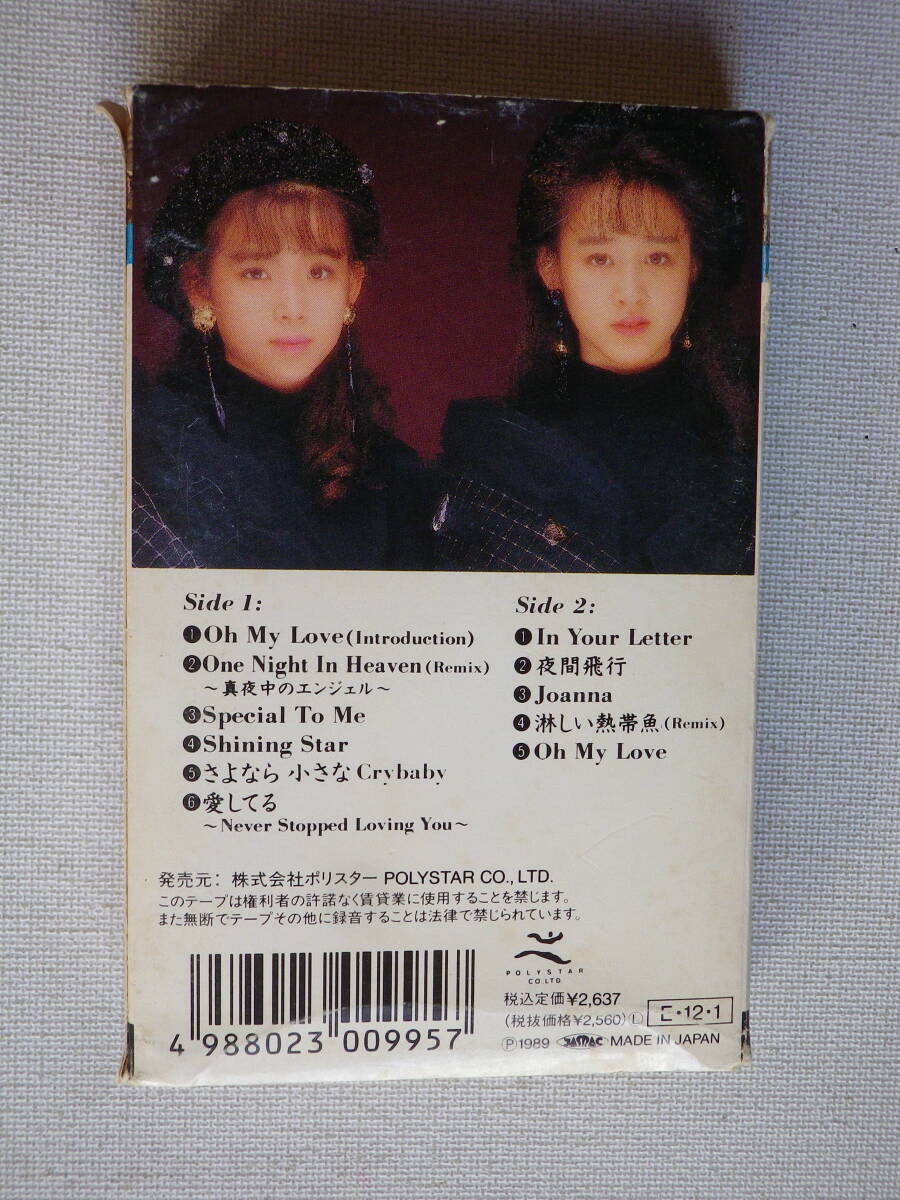 Side 1:
❶Oh My Love(Introduction)
❷One Night In Heaven(Remix)
～真夜中のエンジェル～
❸Special To Me
❹Shining Star
❺さよなら 小さなCrybaby
❻愛してる
～Never Stopped Loving You～
Side 2:
❶In Your Letter
❷夜間飛行
❸Joanna
❹淋しい熱帯魚(Remix)
❺Oh My Love
発売元：株式会社ポリスター POLYSTAR CO., LTD.
このテープは権利者の許諾なく賃貸業に使用することを禁じます。
また無断でテープその他に録音することは法律で禁じられています。
POLYSTAR
CO.LTD
税込定価¥2,637
(税抜価格¥2,560) Ⓛ E・12・1
Ⓟ1989 JASRAC MADE IN JAPAN
4 988023 009957